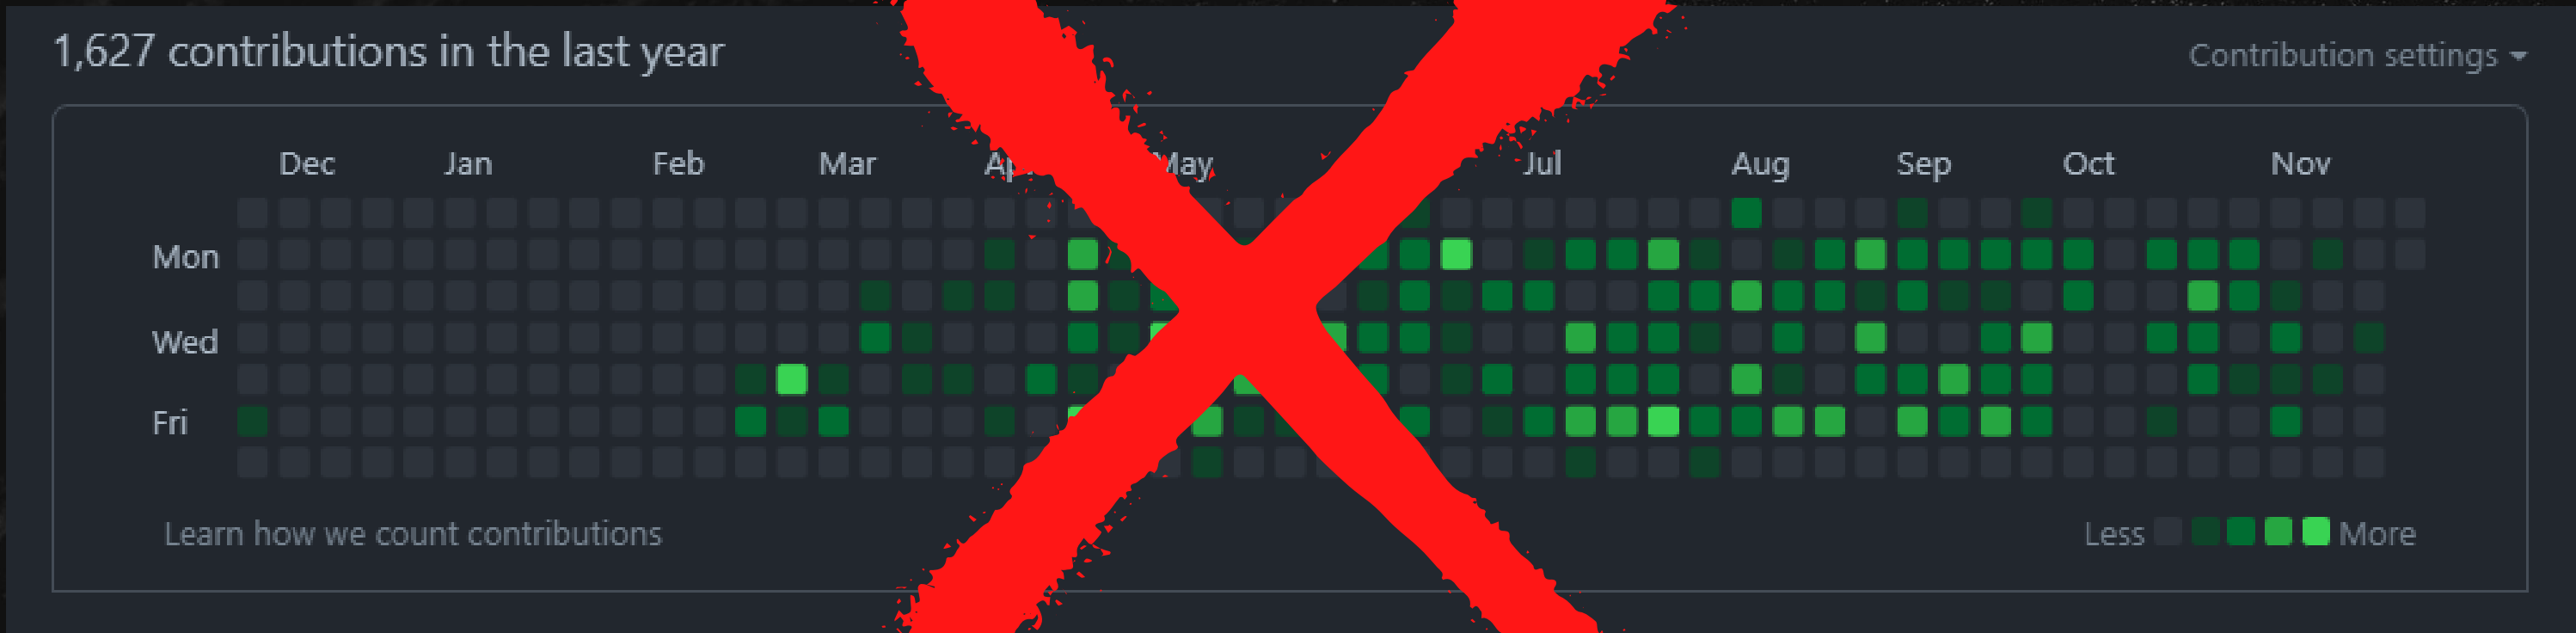 1,627 contributions in the last year
Contribution settings
Dec Jan Feb Mar May Jul Aug Sep Oct Nov
Mon
Wed
Fri
Learn how we count contributions
Less More